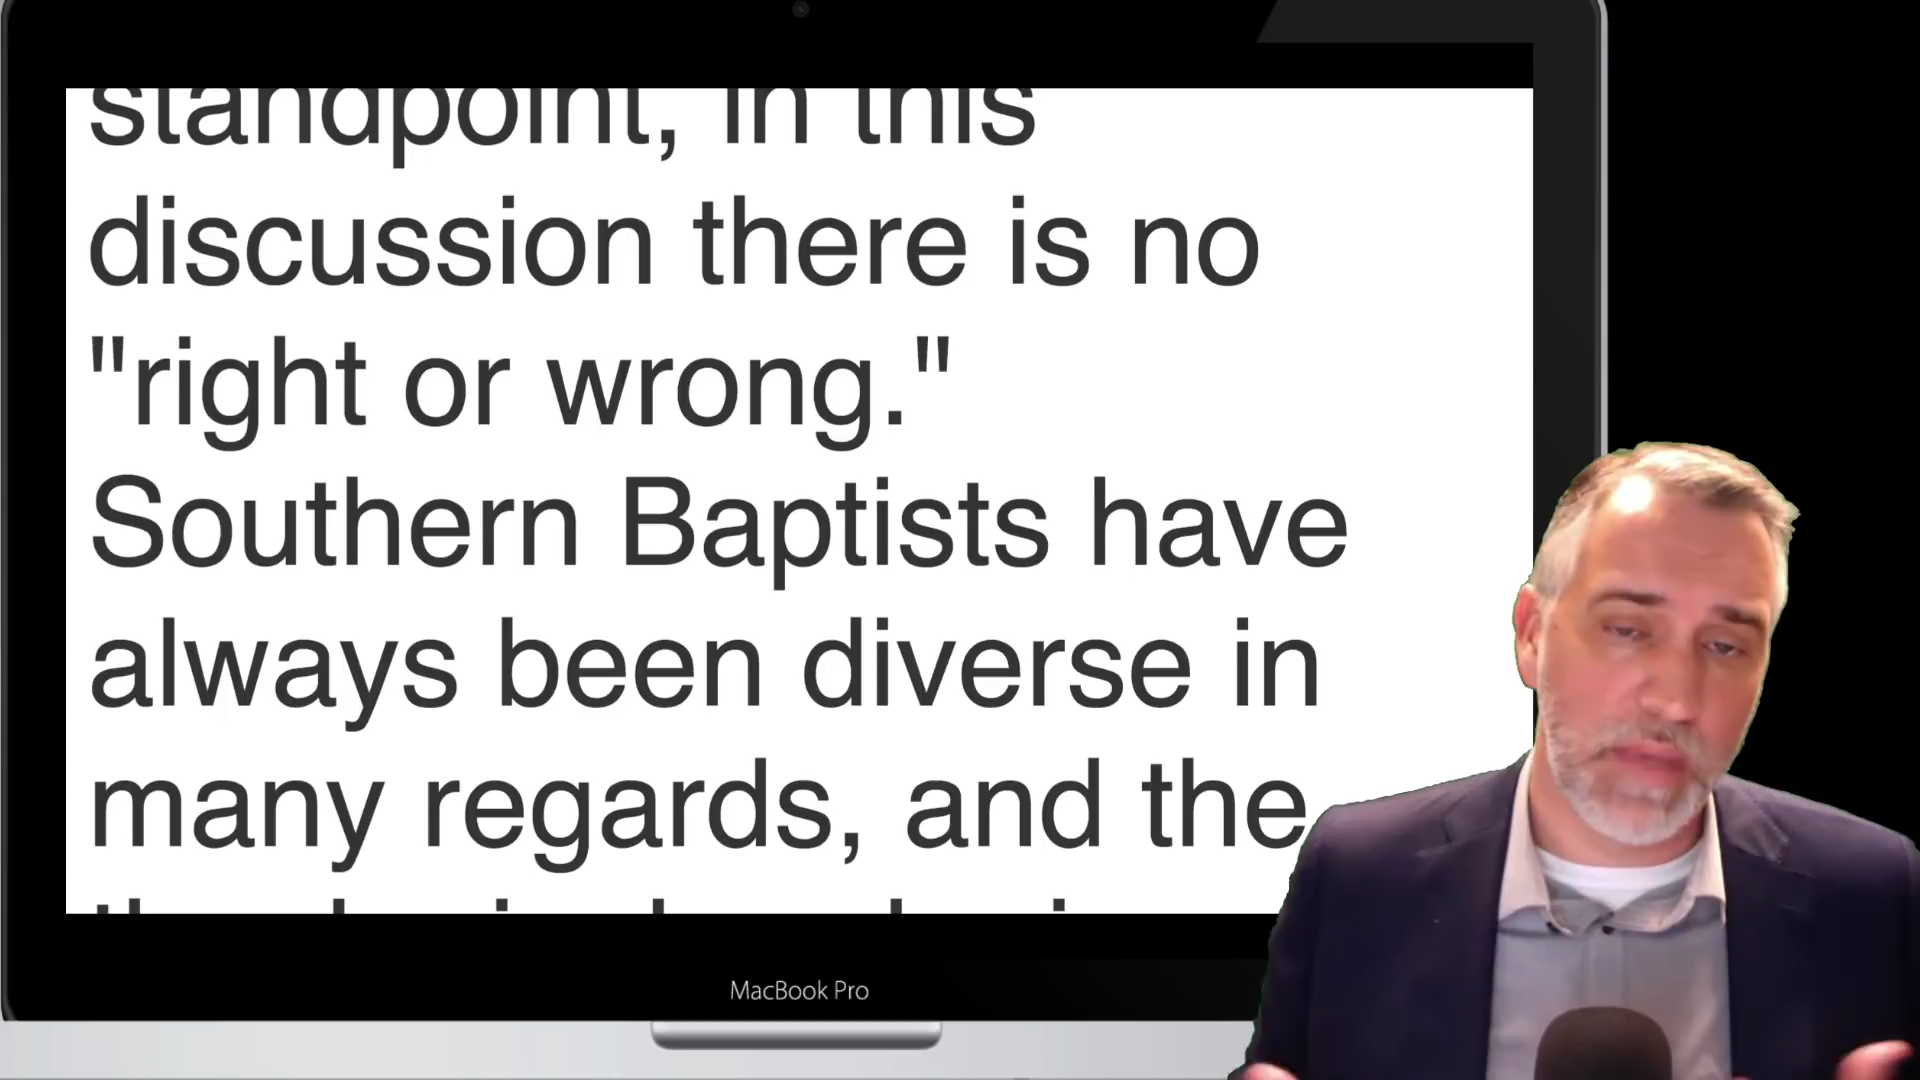 standpoint, in this
discussion there is no
"right or wrong."
Southern Baptists have
always been diverse in
many regards, and the
MacBook Pro